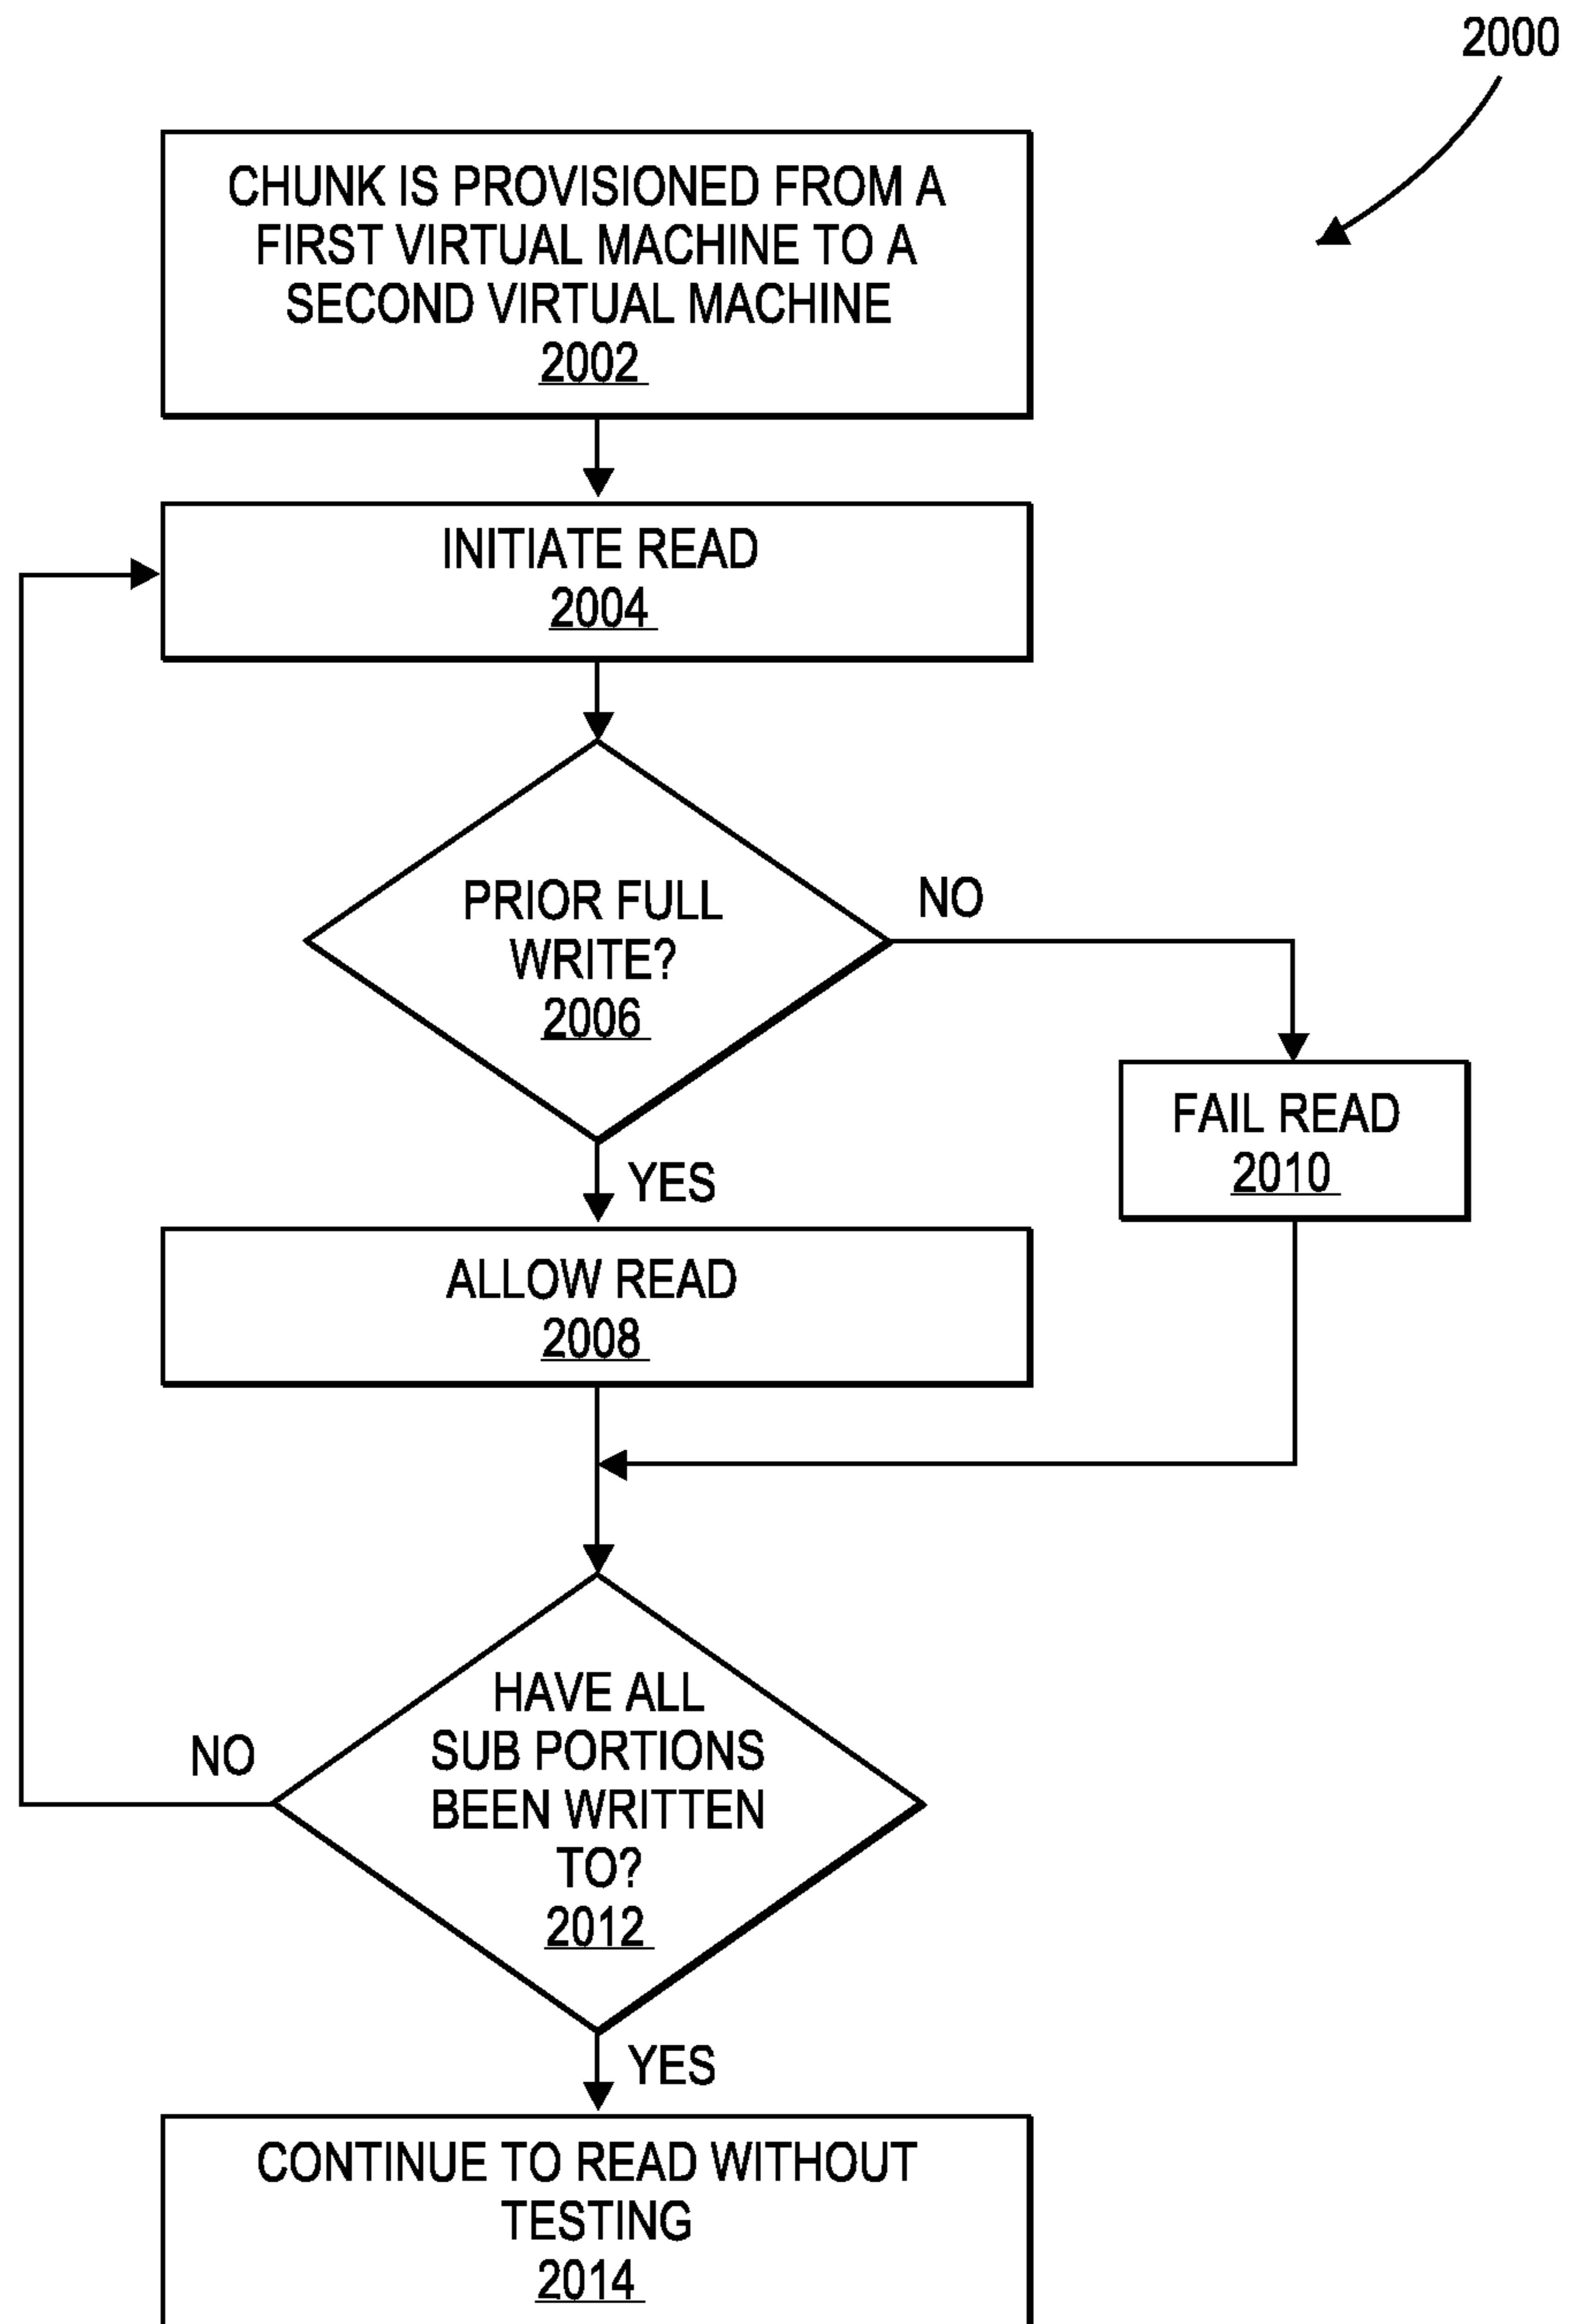 2000
CHUNK IS PROVISIONED FROM A
FIRST VIRTUAL MACHINE TO A
SECOND VIRTUAL MACHINE
2002
INITIATE READ
2004
PRIOR FULL
WRITE?
2006
NO
FAIL READ
2010
YES
ALLOW READ
2008
HAVE ALL
SUB PORTIONS
BEEN WRITTEN
TO?
2012
NO
YES
CONTINUE TO READ WITHOUT
TESTING
2014